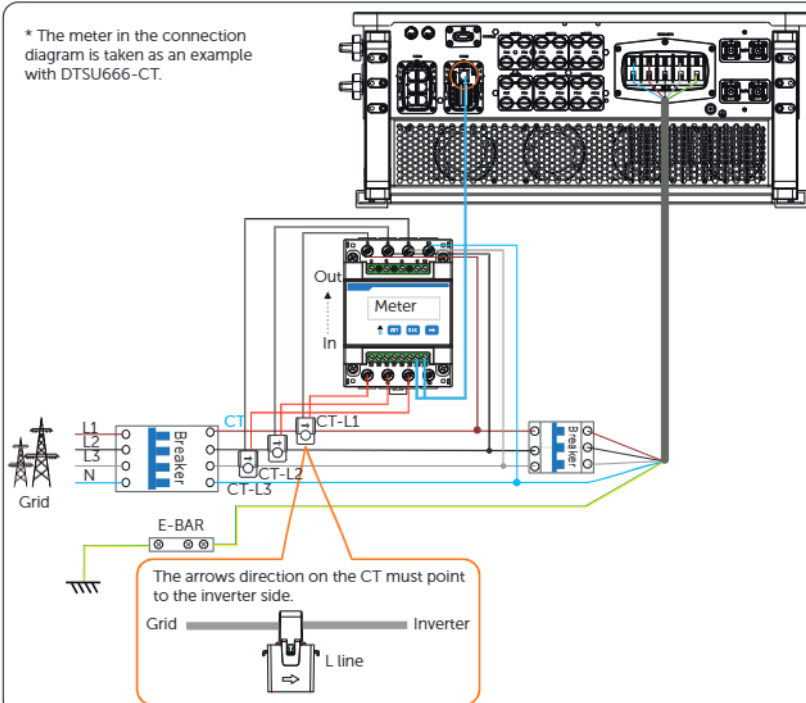 * The meter in the connection
diagram is taken as an example
with DTSU666-CT.
Out
Meter
In
L1
L2
L3
N
Breaker
CT
CT-L1
CT-L2
CT-L3
Breaker
Grid
E-BAR
The arrows direction on the CT must point
to the inverter side.
Grid
Inverter
L line